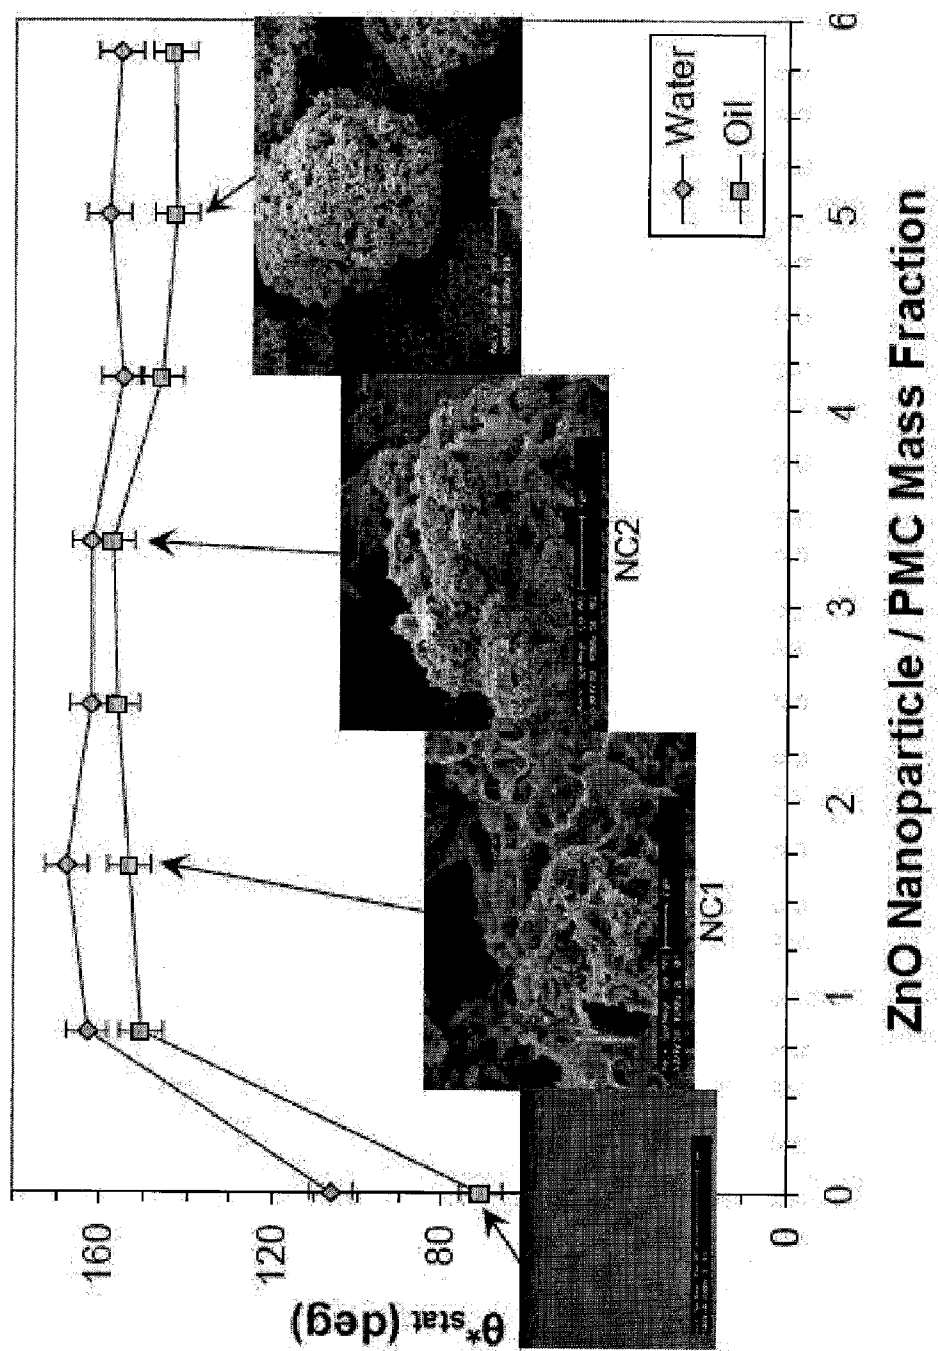 θ*stat (deg)
160
120
80
0
Water
Oil
NC1
NC2
0 1 2 3 4 5 6
ZnO Nanoparticle / PMC Mass Fraction